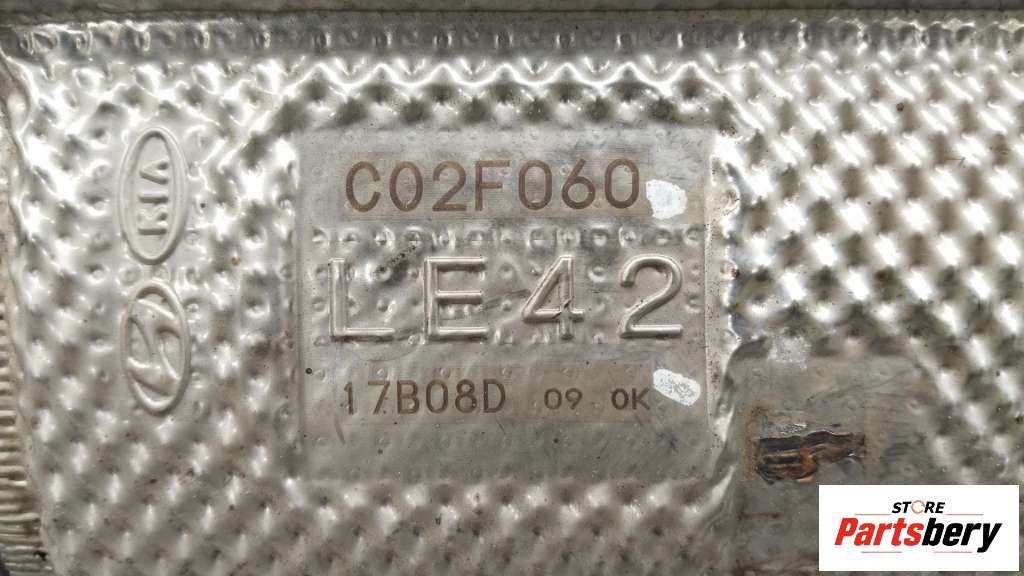 KIA
C02F060
LE42
17B08D 09 0K
STORE
Partsbery